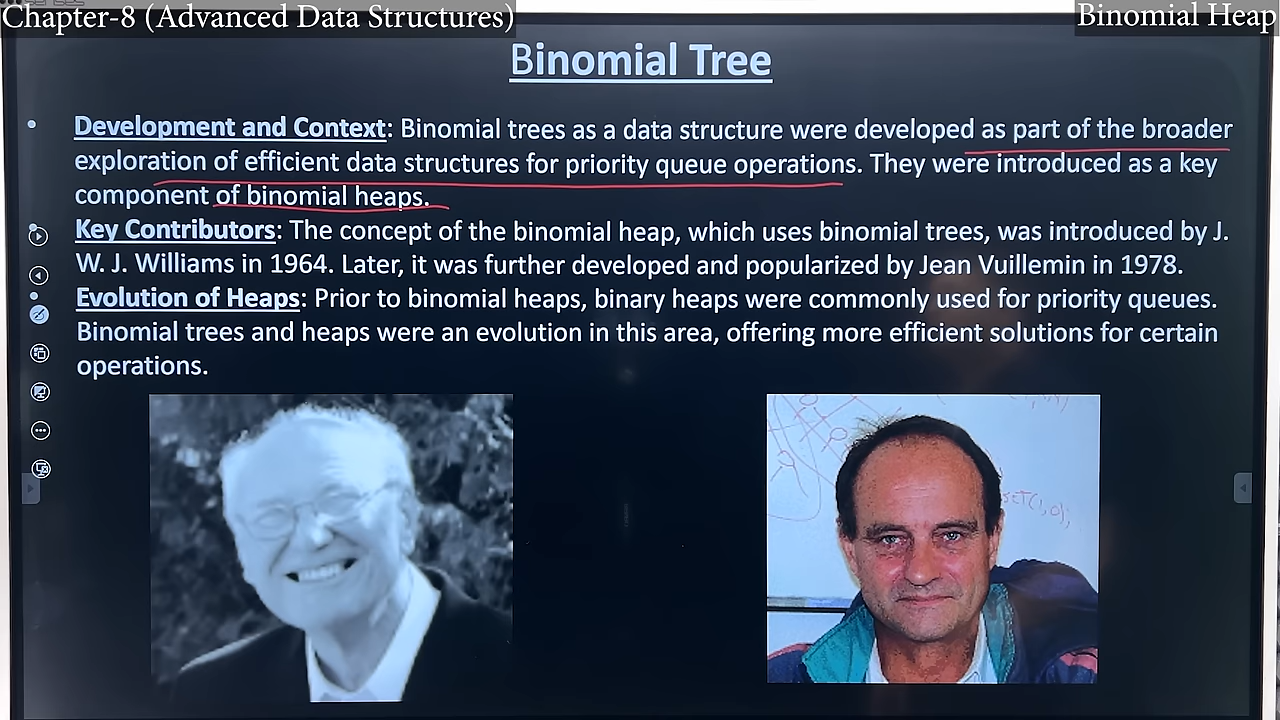 Chapter-8 (Advanced Data Structures)
Binomial Heap
Binomial Tree
• Development and Context: Binomial trees as a data structure were developed as part of the broader
exploration of efficient data structures for priority queue operations. They were introduced as a key
component of binomial heaps.
Key Contributors: The concept of the binomial heap, which uses binomial trees, was introduced by J.
W. J. Williams in 1964. Later, it was further developed and popularized by Jean Vuillemin in 1978.
• Evolution of Heaps: Prior to binomial heaps, binary heaps were commonly used for priority queues.
Binomial trees and heaps were an evolution in this area, offering more efficient solutions for certain
operations.
SET(1,0);